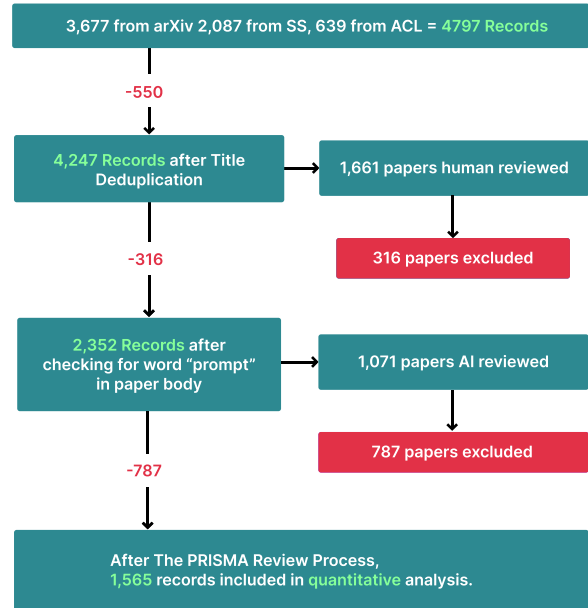 3,677 from arXiv 2,087 from SS, 639 from ACL = 4797 Records
-550
4,247 Records after Title
Deduplication
1,661 papers human reviewed
316 papers excluded
-316
2,352 Records after
checking for word “prompt”
in paper body
1,071 papers AI reviewed
787 papers excluded
-787
After The PRISMA Review Process,
1,565 records included in quantitative analysis.